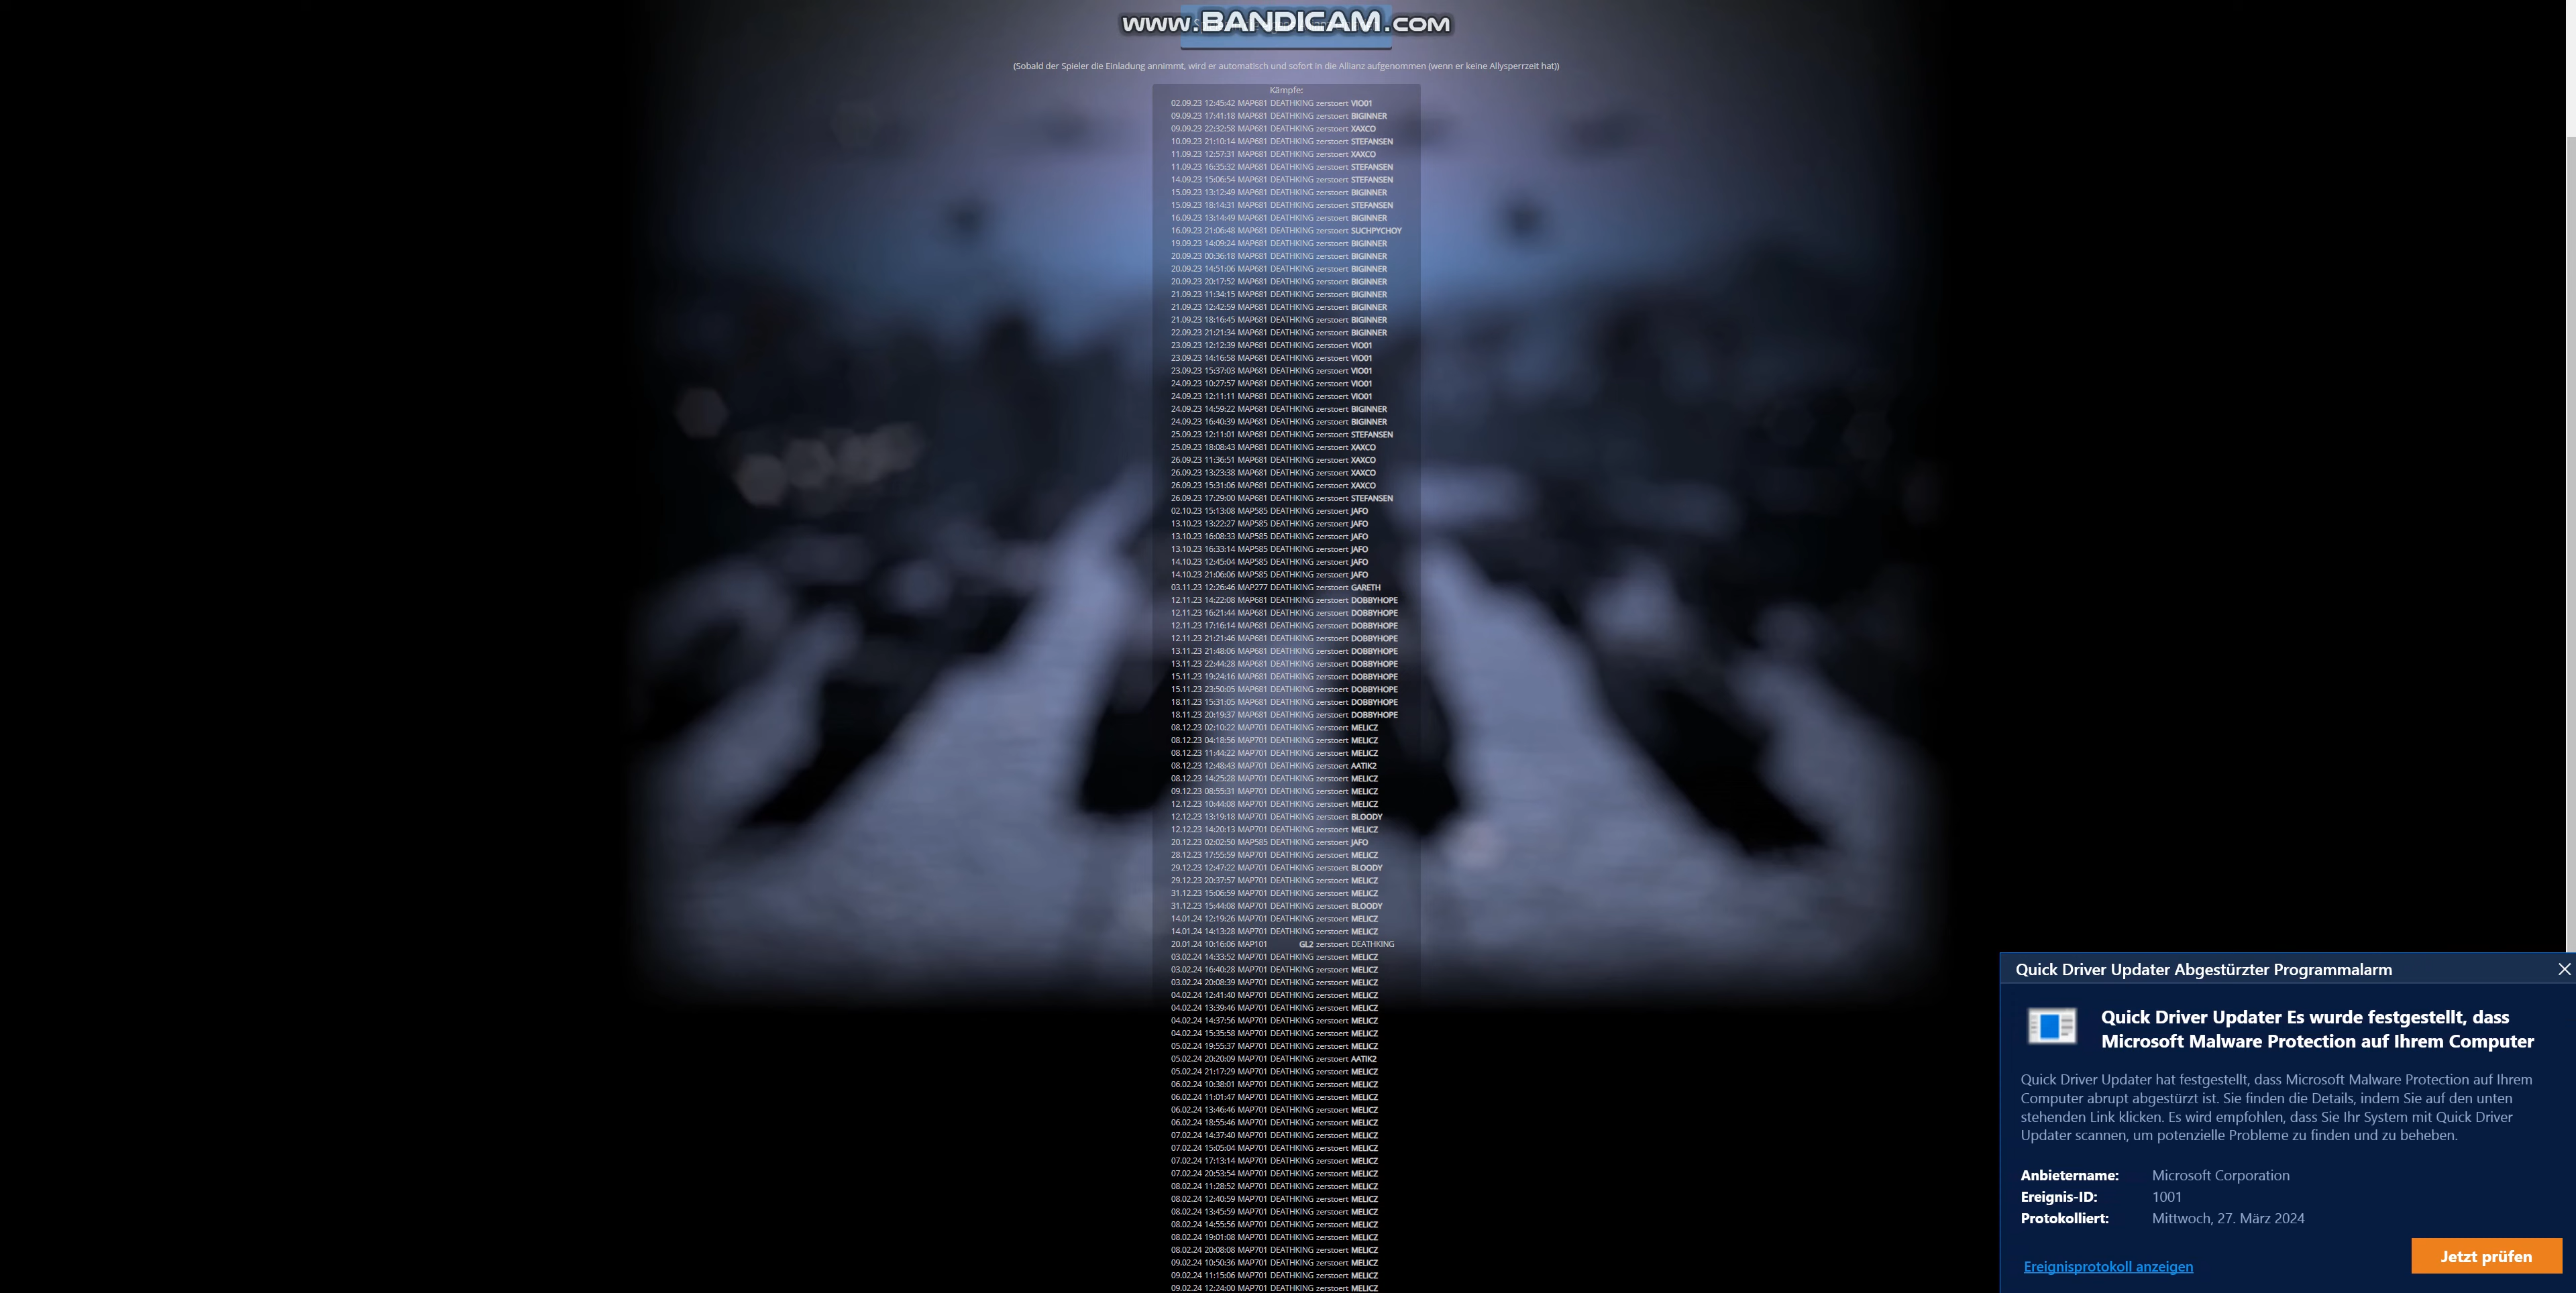 www.BANDICAM.com
(Sobald der Spieler die Einladung annimmt, wird er automatisch und sofort in die Allianz aufgenommen (wenn er keine Allysperrzeit hat))
Kämpfe:
02.09.23 12:45:42 MAP681 DEATHKING zerstoert VIO01
09.09.23 17:41:18 MAP681 DEATHKING zerstoert BIGINNER
09.09.23 22:32:58 MAP681 DEATHKING zerstoert XAXCO
10.09.23 21:10:14 MAP681 DEATHKING zerstoert STEFANSEN
11.09.23 12:57:31 MAP681 DEATHKING zerstoert XAXCO
11.09.23 16:35:32 MAP681 DEATHKING zerstoert STEFANSEN
14.09.23 15:06:54 MAP681 DEATHKING zerstoert STEFANSEN
15.09.23 13:12:49 MAP681 DEATHKING zerstoert BIGINNER
15.09.23 18:14:31 MAP681 DEATHKING zerstoert STEFANSEN
16.09.23 13:14:49 MAP681 DEATHKING zerstoert BIGINNER
16.09.23 21:06:48 MAP681 DEATHKING zerstoert SUCHPYCHOY
19.09.23 14:09:24 MAP681 DEATHKING zerstoert BIGINNER
20.09.23 00:36:18 MAP681 DEATHKING zerstoert BIGINNER
20.09.23 14:51:06 MAP681 DEATHKING zerstoert BIGINNER
20.09.23 20:17:52 MAP681 DEATHKING zerstoert BIGINNER
21.09.23 11:34:15 MAP681 DEATHKING zerstoert BIGINNER
21.09.23 12:42:59 MAP681 DEATHKING zerstoert BIGINNER
21.09.23 18:16:45 MAP681 DEATHKING zerstoert BIGINNER
22.09.23 21:21:34 MAP681 DEATHKING zerstoert BIGINNER
23.09.23 12:12:39 MAP681 DEATHKING zerstoert VIO01
23.09.23 14:16:58 MAP681 DEATHKING zerstoert VIO01
23.09.23 15:37:03 MAP681 DEATHKING zerstoert VIO01
24.09.23 10:27:57 MAP681 DEATHKING zerstoert VIO01
24.09.23 12:11:11 MAP681 DEATHKING zerstoert VIO01
24.09.23 14:59:22 MAP681 DEATHKING zerstoert BIGINNER
24.09.23 16:40:39 MAP681 DEATHKING zerstoert BIGINNER
25.09.23 12:11:01 MAP681 DEATHKING zerstoert STEFANSEN
25.09.23 18:08:43 MAP681 DEATHKING zerstoert XAXCO
26.09.23 11:36:51 MAP681 DEATHKING zerstoert XAXCO
26.09.23 13:23:38 MAP681 DEATHKING zerstoert XAXCO
26.09.23 15:31:06 MAP681 DEATHKING zerstoert XAXCO
26.09.23 17:29:00 MAP681 DEATHKING zerstoert STEFANSEN
02.10.23 15:13:08 MAP585 DEATHKING zerstoert JAFO
13.10.23 13:22:27 MAP585 DEATHKING zerstoert JAFO
13.10.23 16:08:33 MAP585 DEATHKING zerstoert JAFO
13.10.23 16:33:14 MAP585 DEATHKING zerstoert JAFO
14.10.23 12:45:04 MAP585 DEATHKING zerstoert JAFO
14.10.23 21:06:06 MAP585 DEATHKING zerstoert JAFO
03.11.23 12:26:46 MAP277 DEATHKING zerstoert GARETH
12.11.23 14:22:08 MAP681 DEATHKING zerstoert DOBBYHOPE
12.11.23 16:21:44 MAP681 DEATHKING zerstoert DOBBYHOPE
12.11.23 17:16:14 MAP681 DEATHKING zerstoert DOBBYHOPE
12.11.23 21:21:46 MAP681 DEATHKING zerstoert DOBBYHOPE
13.11.23 21:48:06 MAP681 DEATHKING zerstoert DOBBYHOPE
13.11.23 22:44:28 MAP681 DEATHKING zerstoert DOBBYHOPE
15.11.23 19:24:16 MAP681 DEATHKING zerstoert DOBBYHOPE
15.11.23 23:50:05 MAP681 DEATHKING zerstoert DOBBYHOPE
18.11.23 15:31:05 MAP681 DEATHKING zerstoert DOBBYHOPE
18.11.23 20:19:37 MAP681 DEATHKING zerstoert DOBBYHOPE
08.12.23 02:10:22 MAP701 DEATHKING zerstoert MELICZ
08.12.23 04:18:56 MAP701 DEATHKING zerstoert MELICZ
08.12.23 11:44:22 MAP701 DEATHKING zerstoert MELICZ
08.12.23 12:48:43 MAP701 DEATHKING zerstoert AATIK2
08.12.23 14:25:28 MAP701 DEATHKING zerstoert MELICZ
09.12.23 08:55:31 MAP701 DEATHKING zerstoert MELICZ
12.12.23 10:44:08 MAP701 DEATHKING zerstoert MELICZ
12.12.23 13:19:18 MAP701 DEATHKING zerstoert BLOODY
12.12.23 14:20:13 MAP701 DEATHKING zerstoert MELICZ
20.12.23 02:02:50 MAP585 DEATHKING zerstoert JAFO
28.12.23 17:55:59 MAP701 DEATHKING zerstoert MELICZ
29.12.23 12:47:22 MAP701 DEATHKING zerstoert BLOODY
29.12.23 20:37:57 MAP701 DEATHKING zerstoert MELICZ
31.12.23 15:06:59 MAP701 DEATHKING zerstoert MELICZ
31.12.23 15:44:08 MAP701 DEATHKING zerstoert BLOODY
14.01.24 12:19:26 MAP701 DEATHKING zerstoert MELICZ
14.01.24 14:13:28 MAP701 DEATHKING zerstoert MELICZ
20.01.24 10:16:06 MAP101 GL2 zerstoert DEATHKING
03.02.24 14:33:52 MAP701 DEATHKING zerstoert MELICZ
03.02.24 16:40:28 MAP701 DEATHKING zerstoert MELICZ
03.02.24 20:08:39 MAP701 DEATHKING zerstoert MELICZ
04.02.24 12:41:40 MAP701 DEATHKING zerstoert MELICZ
04.02.24 13:39:46 MAP701 DEATHKING zerstoert MELICZ
04.02.24 14:37:56 MAP701 DEATHKING zerstoert MELICZ
04.02.24 15:35:58 MAP701 DEATHKING zerstoert MELICZ
05.02.24 19:55:37 MAP701 DEATHKING zerstoert MELICZ
05.02.24 20:20:09 MAP701 DEATHKING zerstoert AATIK2
05.02.24 21:17:29 MAP701 DEATHKING zerstoert MELICZ
06.02.24 10:38:01 MAP701 DEATHKING zerstoert MELICZ
06.02.24 11:01:47 MAP701 DEATHKING zerstoert MELICZ
06.02.24 13:46:46 MAP701 DEATHKING zerstoert MELICZ
06.02.24 18:55:46 MAP701 DEATHKING zerstoert MELICZ
07.02.24 14:37:40 MAP701 DEATHKING zerstoert MELICZ
07.02.24 15:05:04 MAP701 DEATHKING zerstoert MELICZ
07.02.24 17:13:14 MAP701 DEATHKING zerstoert MELICZ
07.02.24 20:53:54 MAP701 DEATHKING zerstoert MELICZ
08.02.24 11:28:52 MAP701 DEATHKING zerstoert MELICZ
08.02.24 12:40:59 MAP701 DEATHKING zerstoert MELICZ
08.02.24 13:45:59 MAP701 DEATHKING zerstoert MELICZ
08.02.24 14:55:56 MAP701 DEATHKING zerstoert MELICZ
08.02.24 19:01:08 MAP701 DEATHKING zerstoert MELICZ
08.02.24 20:08:08 MAP701 DEATHKING zerstoert MELICZ
09.02.24 10:50:36 MAP701 DEATHKING zerstoert MELICZ
09.02.24 11:15:06 MAP701 DEATHKING zerstoert MELICZ
09.02.24 12:24:00 MAP701 DEATHKING zerstoert MELICZ
Quick Driver Updater Abgestürzter Programmalarm
Quick Driver Updater Es wurde festgestellt, dass
Microsoft Malware Protection auf Ihrem Computer
Quick Driver Updater hat festgestellt, dass Microsoft Malware Protection auf Ihrem
Computer abrupt abgestürzt ist. Sie finden die Details, indem Sie auf den unten
stehenden Link klicken. Es wird empfohlen, dass Sie Ihr System mit Quick Driver
Updater scannen, um potenzielle Probleme zu finden und zu beheben.
Anbietername: Microsoft Corporation
Ereignis-ID: 1001
Protokolliert: Mittwoch, 27. März 2024
Ereignisprotokoll anzeigen
Jetzt prüfen